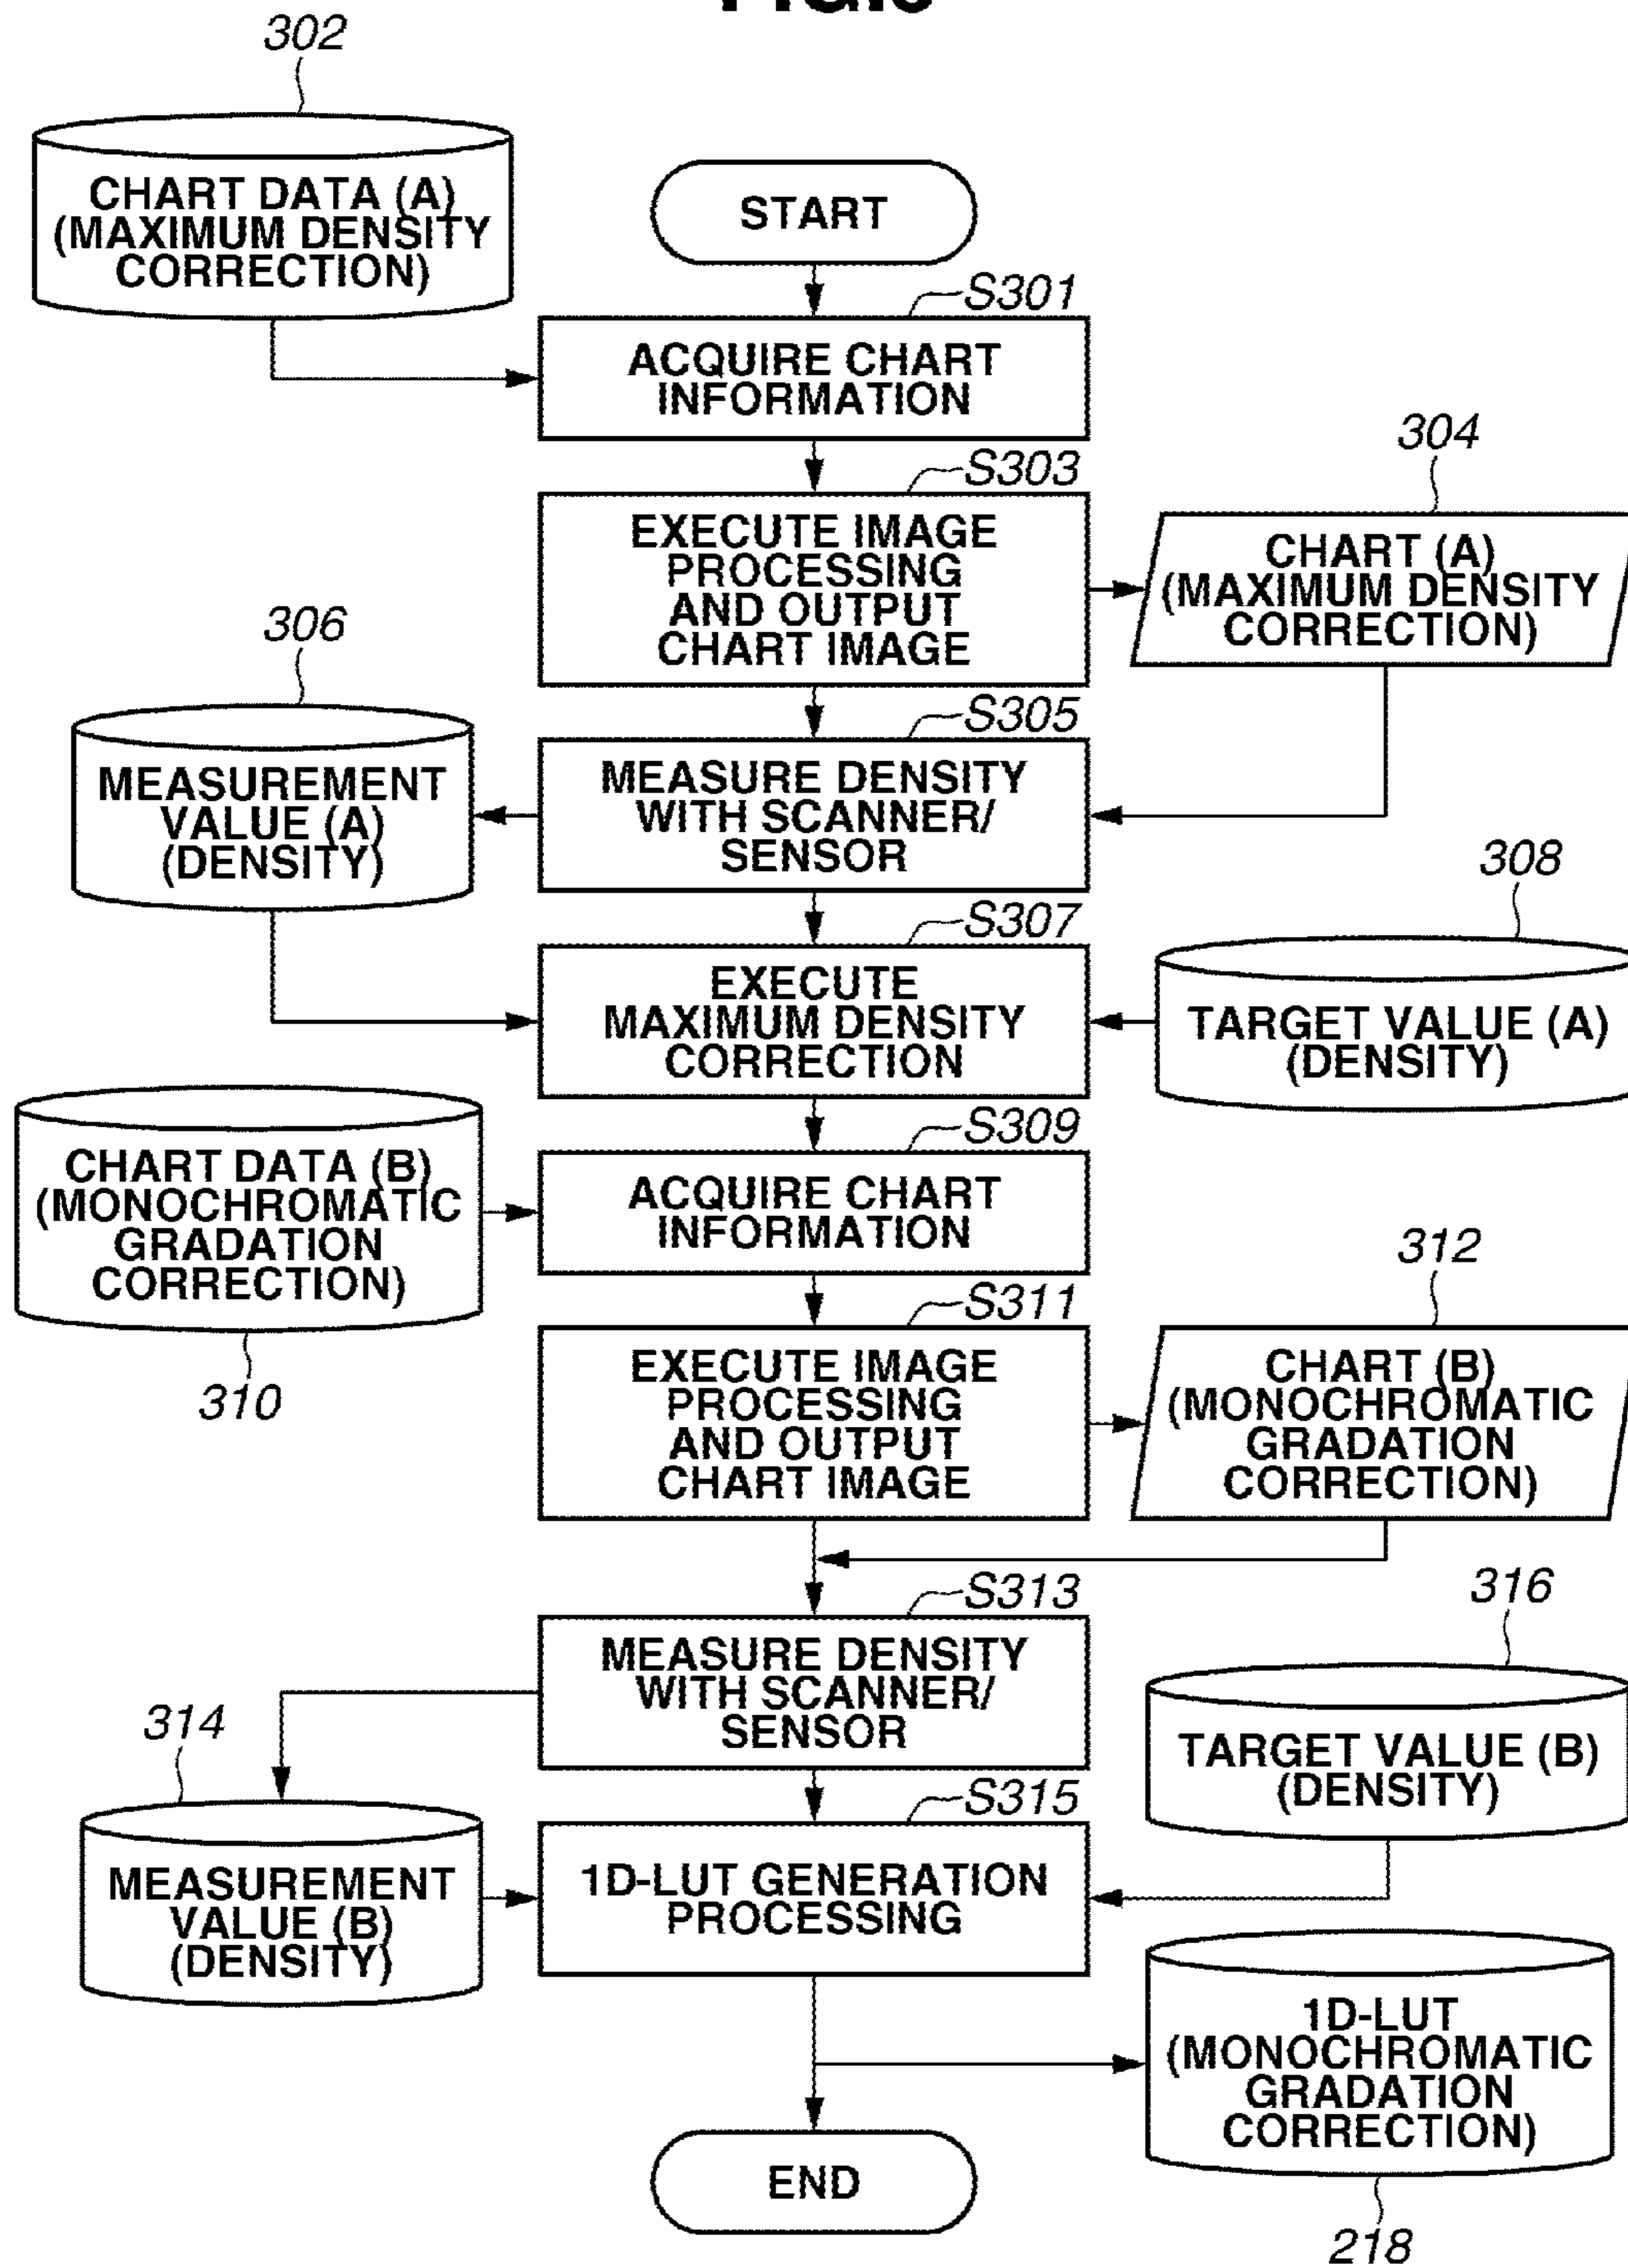 302
CHART DATA (A)
(MAXIMUM DENSITY
CORRECTION)
START
S301
ACQUIRE CHART
INFORMATION
S303
EXECUTE IMAGE
PROCESSING
AND OUTPUT
CHART IMAGE
304
CHART (A)
(MAXIMUM DENSITY
CORRECTION)
306
MEASUREMENT
VALUE (A)
(DENSITY)
S305
MEASURE DENSITY
WITH SCANNER/
SENSOR
308
TARGET VALUE (A)
(DENSITY)
S307
EXECUTE
MAXIMUM DENSITY
CORRECTION
CHART DATA (B)
(MONOCHROMATIC
GRADATION
CORRECTION)
310
S309
ACQUIRE CHART
INFORMATION
S311
EXECUTE IMAGE
PROCESSING
AND OUTPUT
CHART IMAGE
312
CHART (B)
(MONOCHROMATIC
GRADATION
CORRECTION)
S313
MEASURE DENSITY
WITH SCANNER/
SENSOR
316
TARGET VALUE (B)
(DENSITY)
314
MEASUREMENT
VALUE (B)
(DENSITY)
S315
1D-LUT GENERATION
PROCESSING
1D-LUT
(MONOCHROMATIC
GRADATION
CORRECTION)
218
END